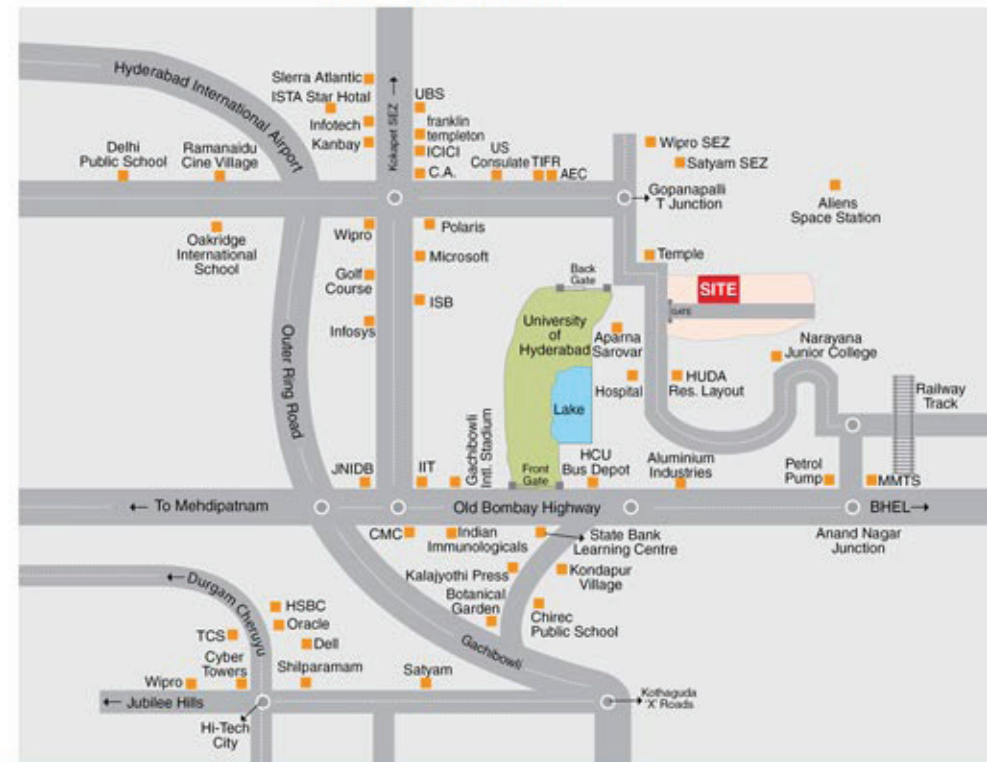 Hyderabad International Airport
Slerra Atlantic
ISTA Star Hotal
Infotech
Kanbay
Kokapet SEZ
UBS
franklin
templeton
ICICI
C.A.
US
Consulate
TIFR
AEC
Wipro SEZ
Satyam SEZ
Gopanapalli
T Junction
Aliens
Space Station
Delhi
Public School
Ramanaidu
Cine Village
Oakridge
International
School
Wipro
Golf
Course
Infosys
Polaris
Microsoft
ISB
Temple
Back
Gate
SITE
GATE
University
of
Hyderabad
Aparna
Sarovar
Narayana
Junior College
Hospital
HUDA
Res. Layout
Railway
Track
Lake
Outer Ring Road
JNIDB
IIT
Gachibowli
Intl. Stadium
Front
Gate
HCU
Bus Depot
Aluminium
Industries
Petrol
Pump
MMTS
To Mehdipatnam
Old Bombay Highway
BHEL
CMC
Indian
Immunologicals
State Bank
Learning Centre
Anand Nagar
Junction
Kalajyothi Press
Kondapur
Village
Botanical
Garden
Chirec
Public School
Durgam Cheruyu
HSBC
Oracle
TCS
Dell
Cyber
Towers
Shilparamam
Satyam
Gachibowli
Wipro
Jubilee Hills
Hi-Tech
City
Kothaguda
'X' Roads